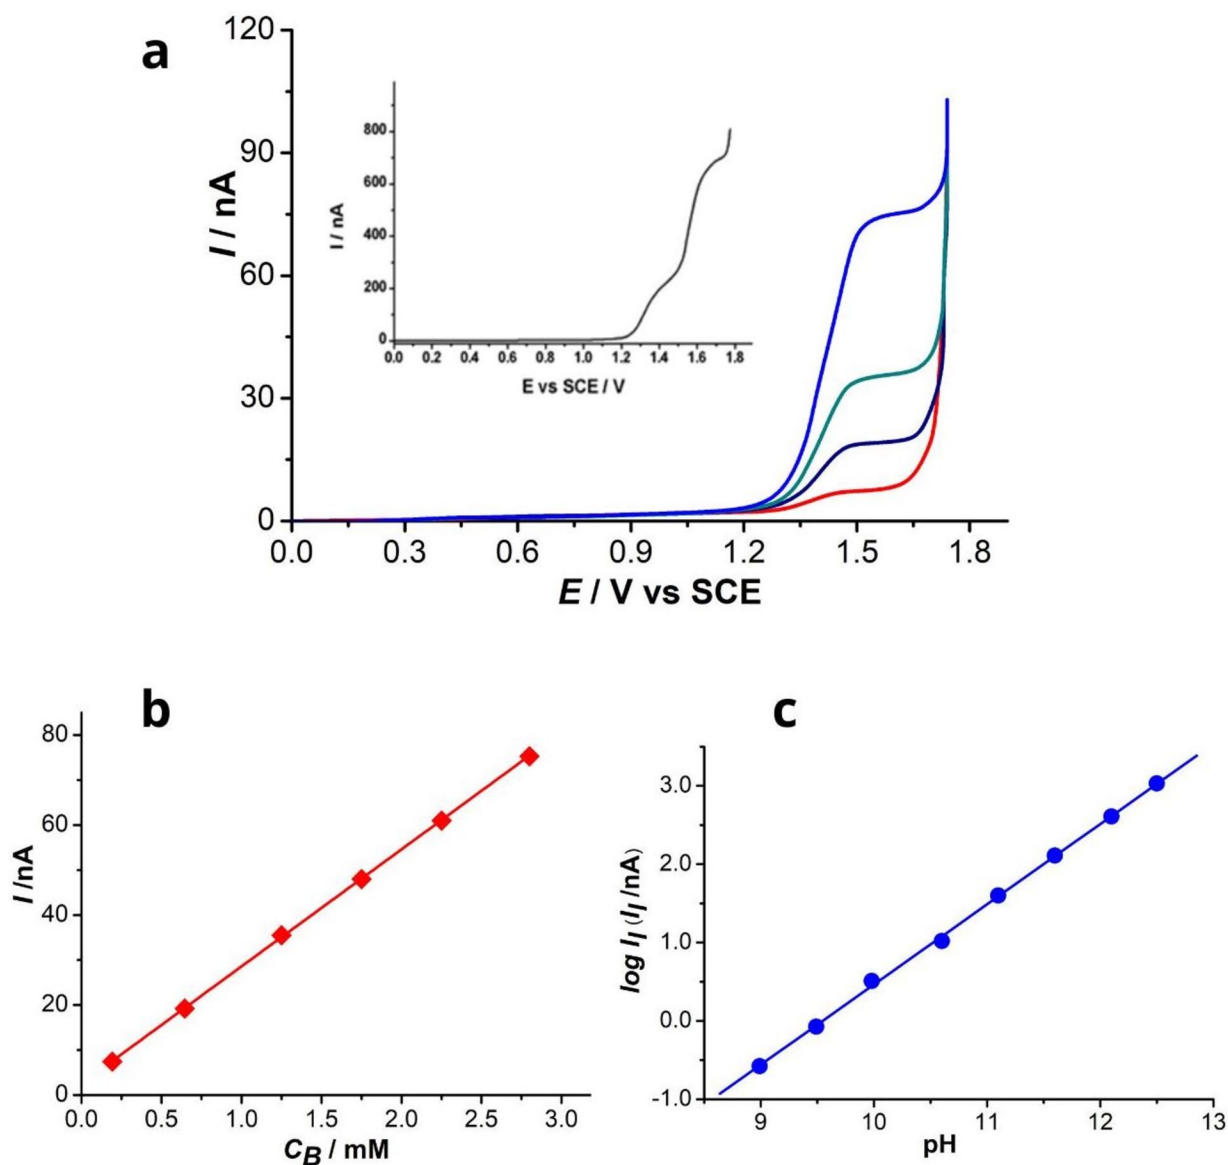 a
120
90
60
30
0
I / nA
0.0 0.3 0.6 0.9 1.2 1.5 1.8
E / V vs SCE
800
600
400
200
0
I / nA
0.0 0.2 0.4 0.6 0.8 1.0 1.2 1.4 1.6 1.8
E vs SCE / V
b
80
60
40
20
0
I /nA
0.0 0.5 1.0 1.5 2.0 2.5 3.0
CB / mM
c
3.0
2.0
1.0
0.0
-1.0
log Il (Il /nA)
9 10 11 12 13
pH